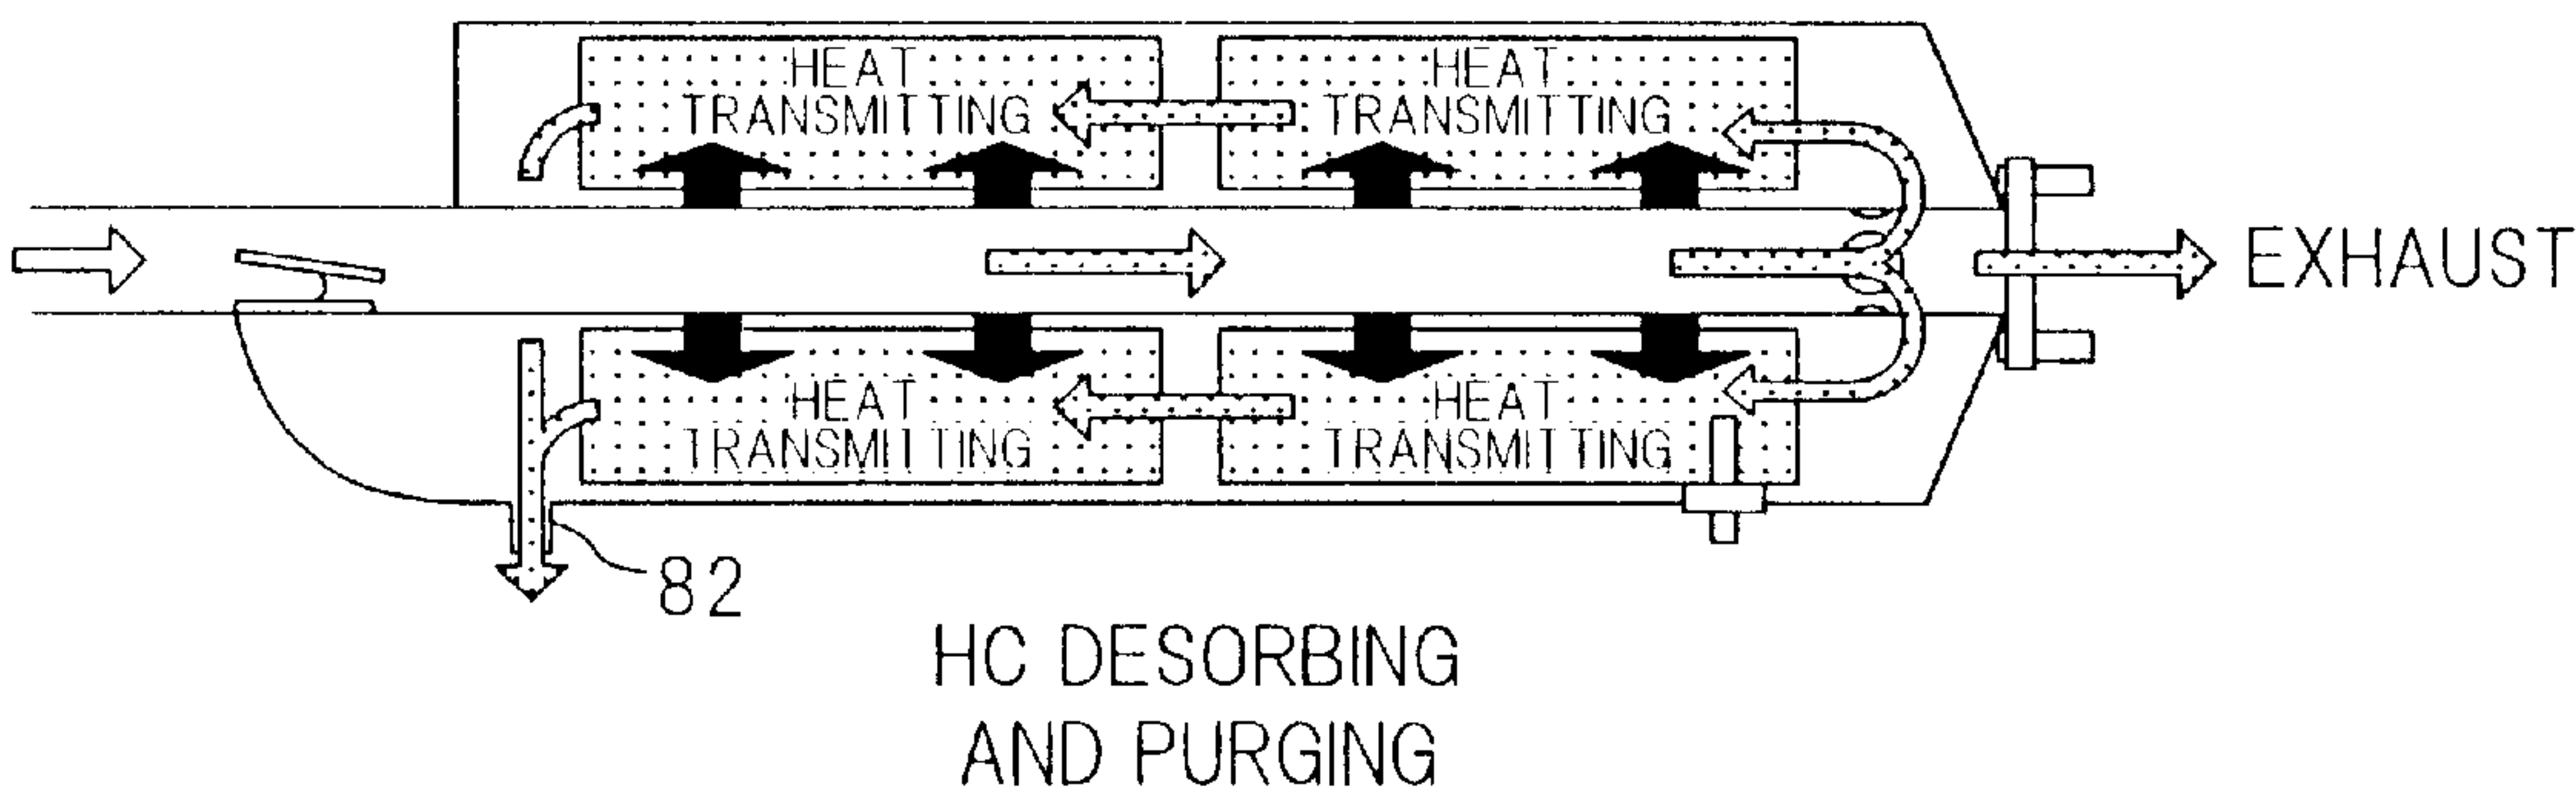 HEAT
TRANSMITTING
HEAT
TRANSMITTING
EXHAUST
HEAT
TRANSMITTING
HEAT
TRANSMITTING
82
HC DESORBING
AND PURGING